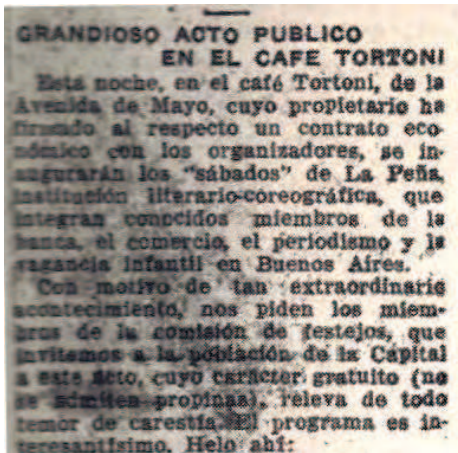 GRANDIOSO ACTO PUBLICO
EN EL CAFE TORTONI
Esta noche, en el café Tortoni, de la
Avenida de Mayo, cuyo propietario ha
firmado al respecto un contrato eco-
nómico con los organizadores, se in-
augurarán los "sábados" de La Peña,
institución literario-coreográfica, que
integran conocidos miembros de la
banca, el comercio, el periodismo y la
vagancia infantil en Buenos Aires.
Con motivo de tan extraordinario
acontecimiento, nos piden los miem-
bros de la comisión de festejos, que
invitemos a la población de la Capital
a este acto, cuyo carácter gratuito (no
se admiten propinas), releva de todo
temor de carestía. El programa es in-
teresantísimo. Helo ahí: